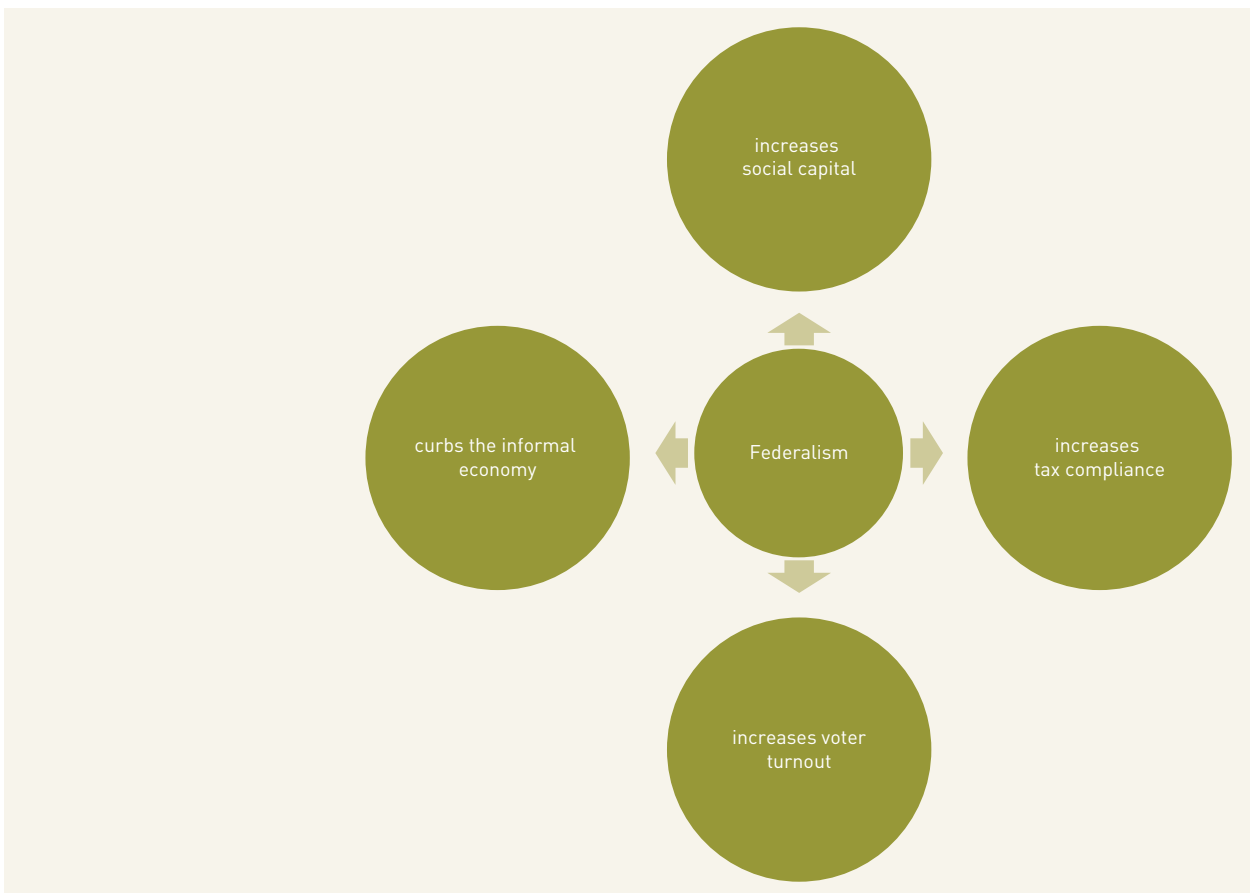 increases
social capital
curbs the informal
economy
Federalism
increases
tax compliance
increases voter
turnout